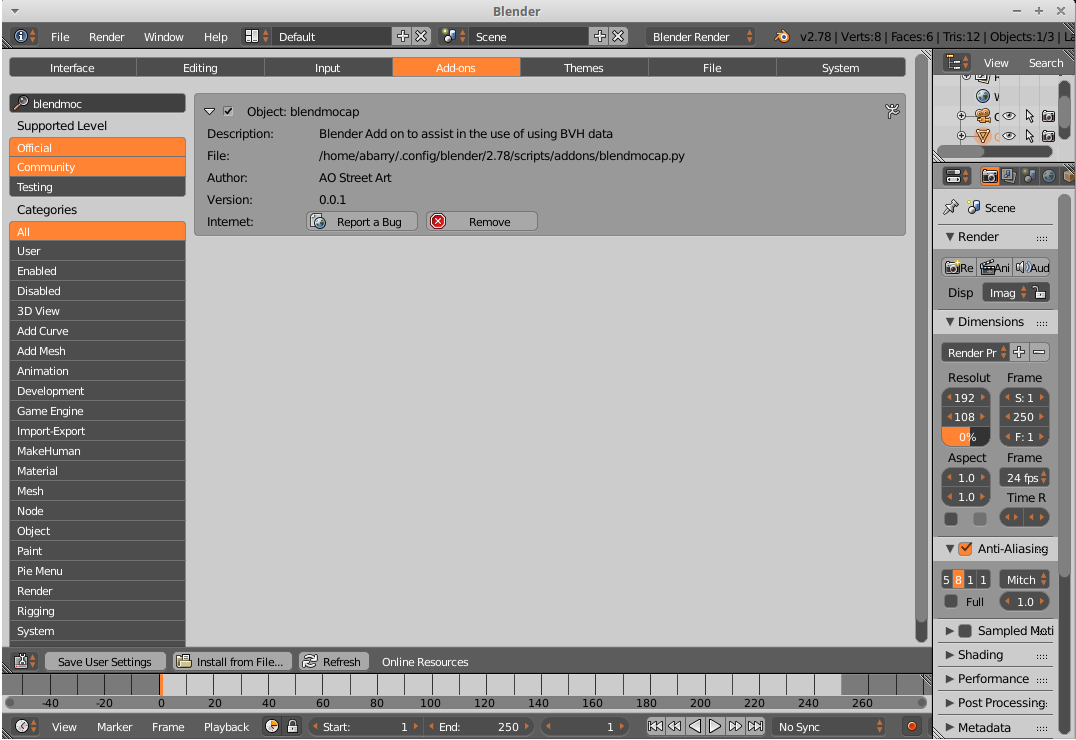 Blender
File Render Window Help Default Scene Blender Render v2.78 | Verts:8 | Faces:6 | Tris:12 | Objects:1/3 | La
Interface Editing Input Add-ons Themes File System
blendmoc
Supported Level
Official
Community
Testing
Categories
All
User
Enabled
Disabled
3D View
Add Curve
Add Mesh
Animation
Development
Game Engine
Import-Export
MakeHuman
Material
Mesh
Node
Object
Paint
Pie Menu
Render
Rigging
System
Object: blendmocap
Description: Blender Add on to assist in the use of using BVH data
File: /home/abarry/.config/blender/2.78/scripts/addons/blendmocap.py
Author: AO Street Art
Version: 0.0.1
Internet: Report a Bug Remove
Save User Settings Install from File... Refresh Online Resources
-40 -20 0 20 40 60 80 100 120 140 160 180 200 220 240 260
View Marker Frame Playback Start: 1 End: 250 1 No Sync
View Search
Scene
Render
Re Ani Aud
Disp Imag
Dimensions
Render Pr
Resolut Frame
192 S: 1
108 250
0% F: 1
Aspect Frame
1.0 24 fps
1.0 Time R
Anti-Aliasing
5 8 1 1 Mitch
Full 1.0
Sampled Moti
Shading
Performance
Post Processing
Metadata